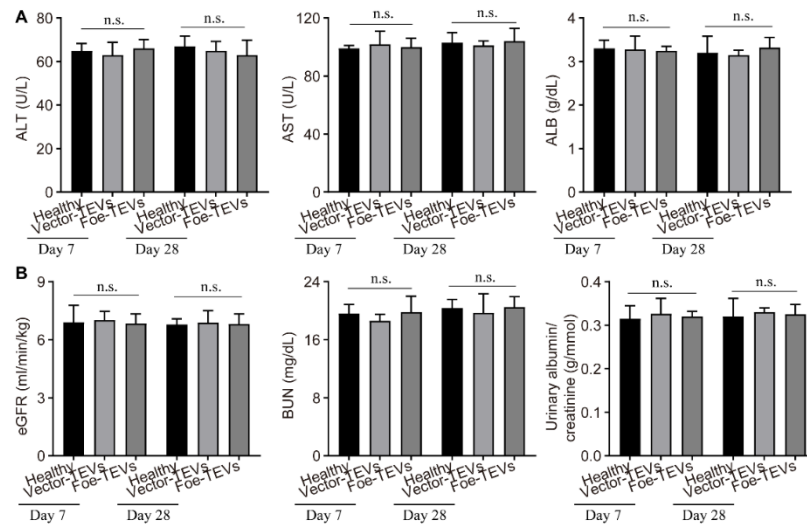 A
ALT (U/L)
80
60
40
20
0
n.s.
n.s.
Healthy
Vector-TEVs
Foe-TEVs
Healthy
Vector-TEVs
Foe-TEVs
Day 7
Day 28
AST (U/L)
120
80
40
0
n.s.
n.s.
Healthy
Vector-TEVs
Foe-TEVs
Healthy
Vector-TEVs
Foe-TEVs
Day 7
Day 28
ALB (g/dL)
4
3
2
1
0
n.s.
n.s.
Healthy
Vector-TEVs
Foe-TEVs
Healthy
Vector-TEVs
Foe-TEVs
Day 7
Day 28
B
eGFR (ml/min/kg)
9
6
3
0
n.s.
n.s.
Healthy
Vector-TEVs
Foe-TEVs
Healthy
Vector-TEVs
Foe-TEVs
Day 7
Day 28
BUN (mg/dL)
24
18
12
6
0
n.s.
n.s.
Healthy
Vector-TEVs
Foe-TEVs
Healthy
Vector-TEVs
Foe-TEVs
Day 7
Day 28
Urinary albumin/
creatinine (g/mmol)
0.4
0.3
0.2
0.1
0.0
n.s.
n.s.
Healthy
Vector-TEVs
Foe-TEVs
Healthy
Vector-TEVs
Foe-TEVs
Day 7
Day 28